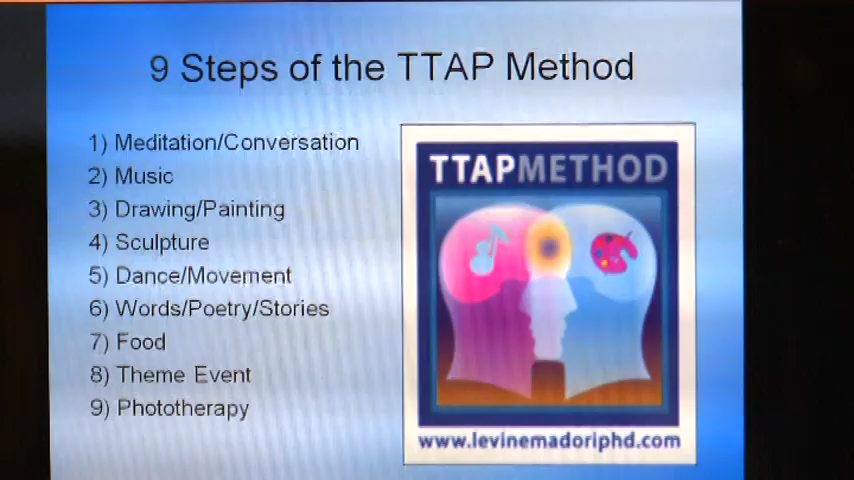 9 Steps of the TTAP Method
1) Meditation/Conversation
2) Music
3) Drawing/Painting
4) Sculpture
5) Dance/Movement
6) Words/Poetry/Stories
7) Food
8) Theme Event
9) Phototherapy
TTAPMETHOD
www.levinemadoriphd.com